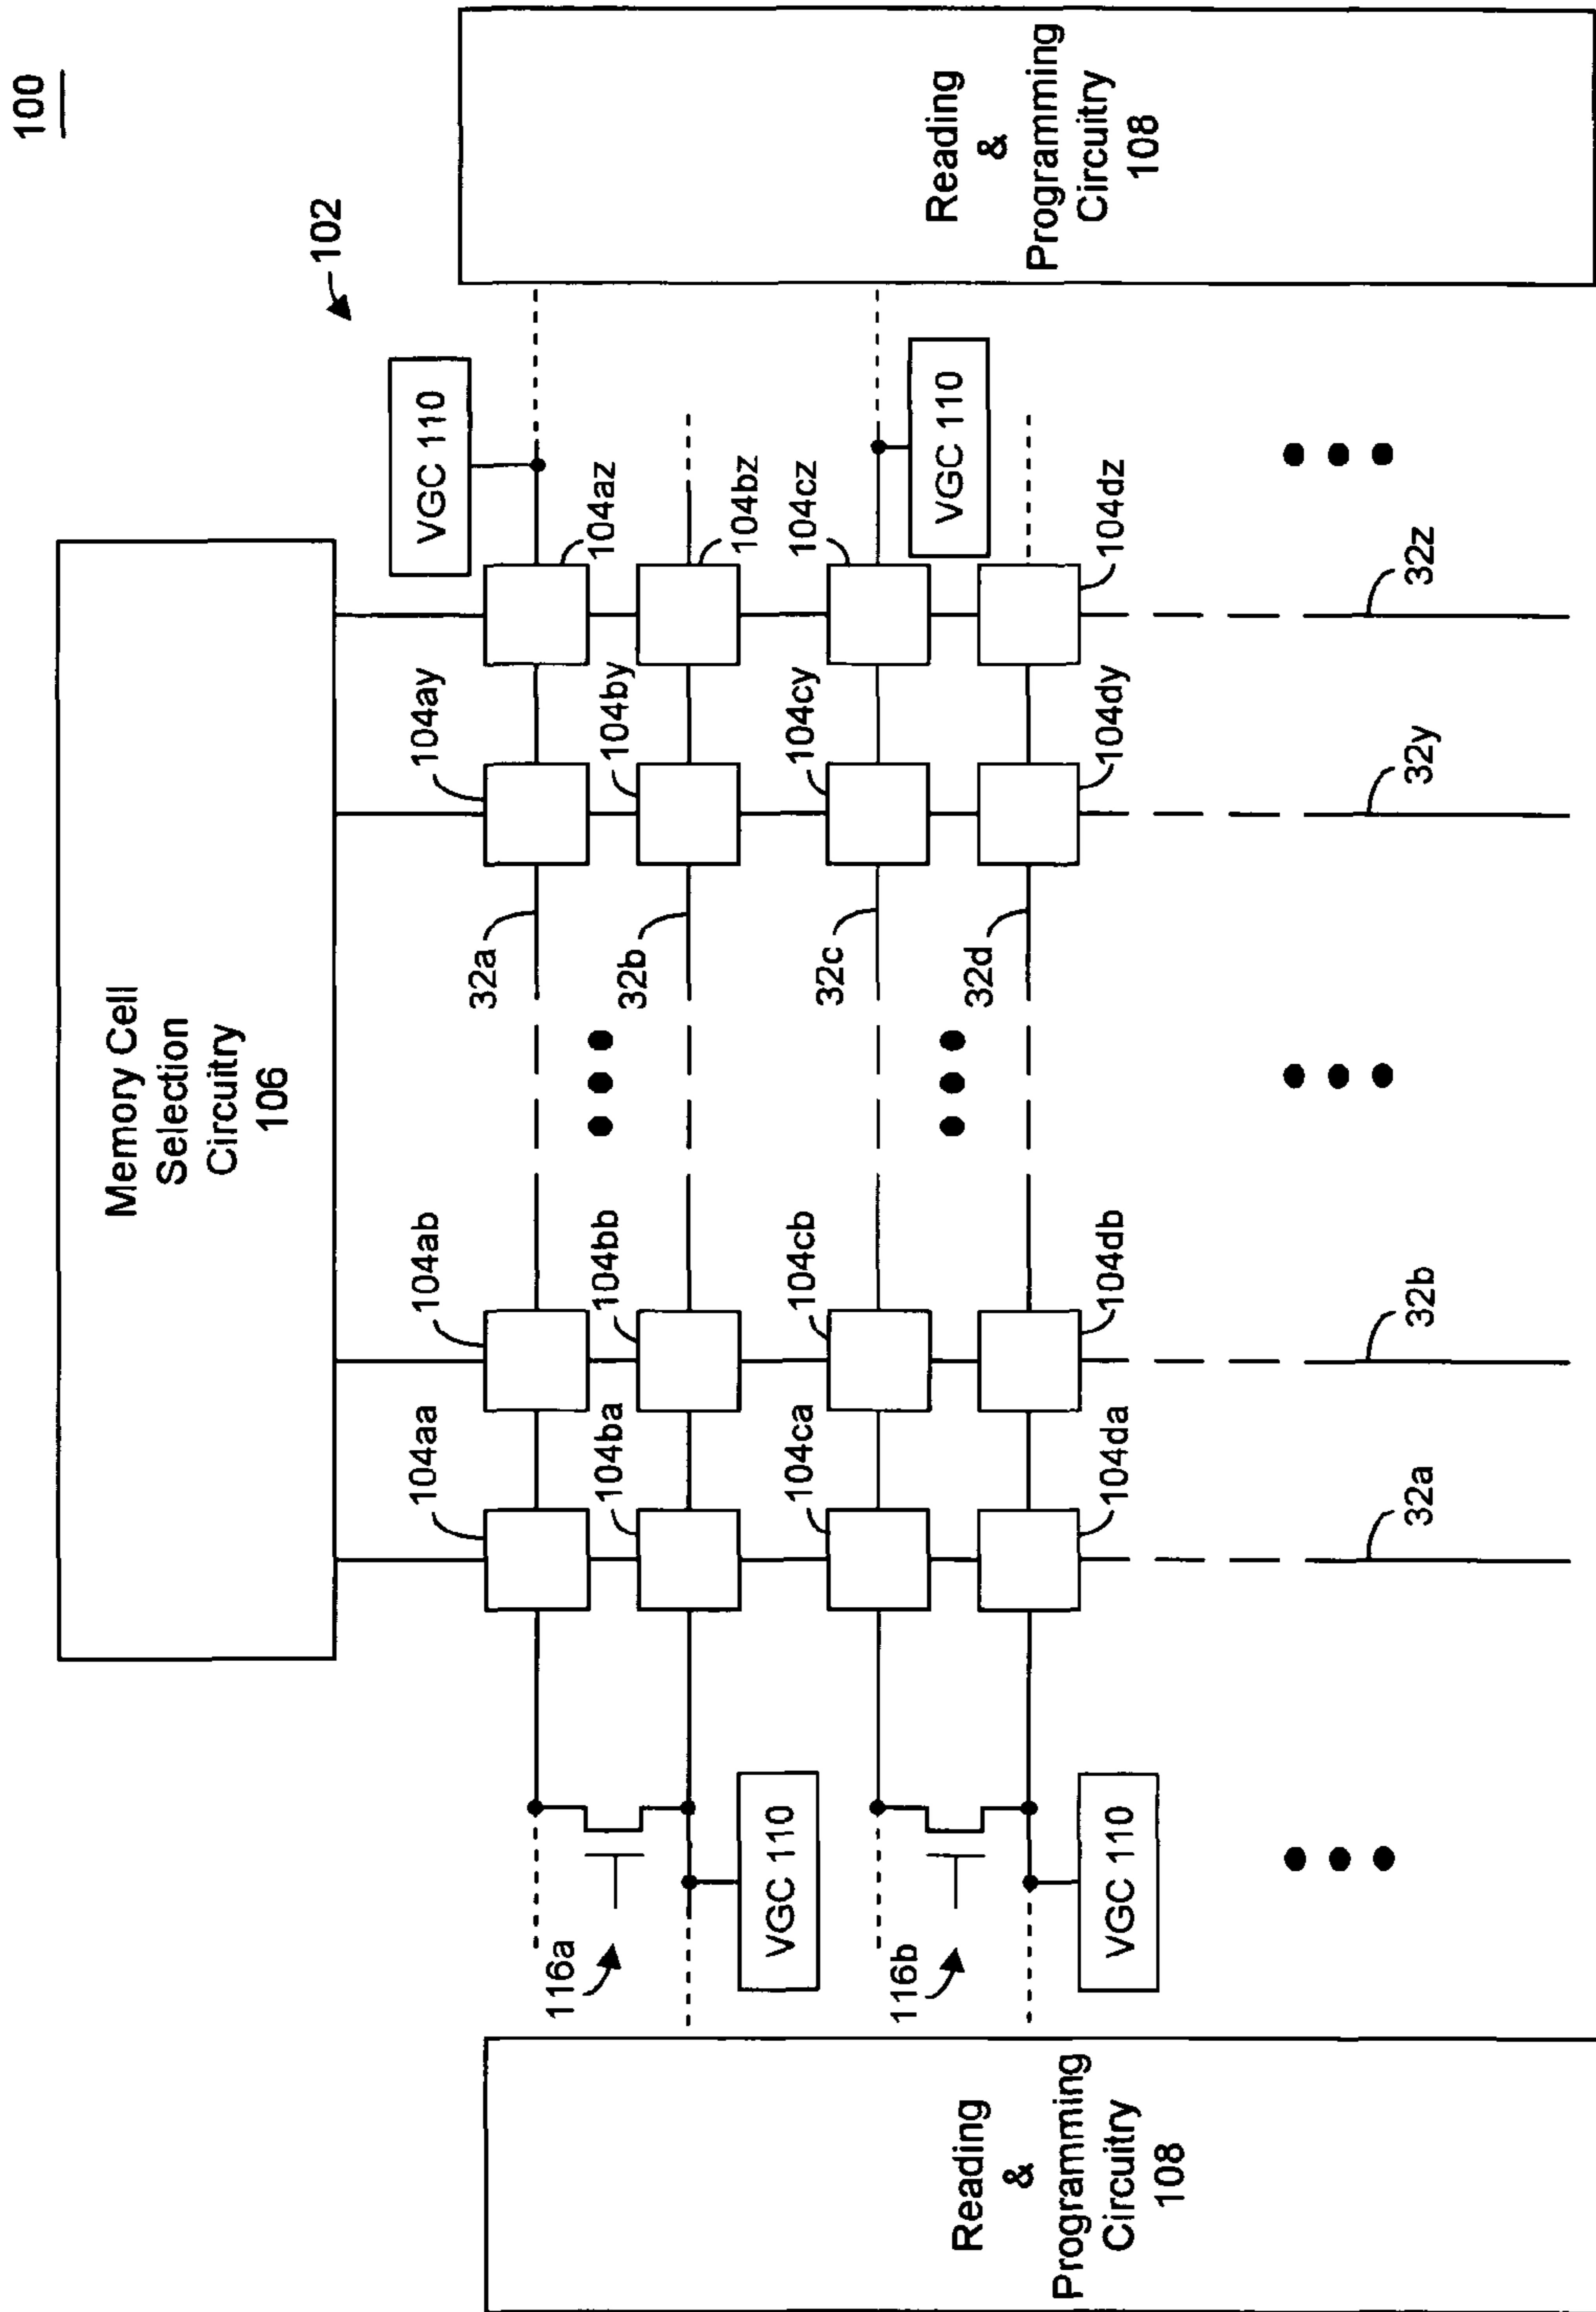 100
102
Memory Cell
Selection
Circuitry
106
Reading
&
Programming
Circuitry
108
Reading
&
Programming
Circuitry
108
VGC 110
104aa
104ab
104ay
104az
32a
116a
104ba
104bb
104by
104bz
32b
VGC 110
104ca
104cb
104cy
104cz
32c
VGC 110
116b
104da
104db
104dy
104dz
32d
VGC 110
32a
32b
32y
32z